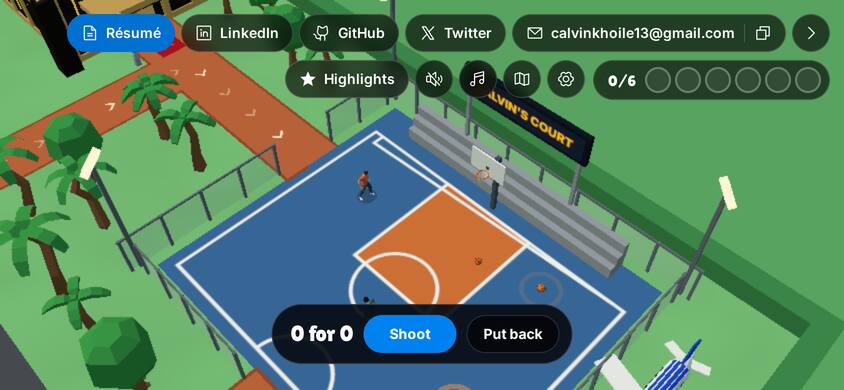 Résumé
LinkedIn
GitHub
Twitter
calvinkhoile13@gmail.com
Highlights
0/6
ALVIN'S COURT
0 for 0
Shoot
Put back